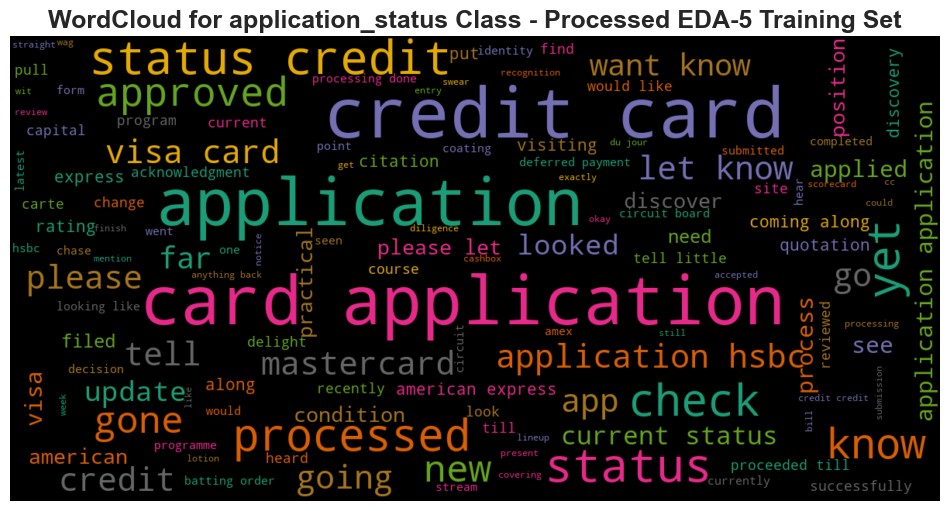 WordCloud for application_status Class - Processed EDA-5 Training Set
straight
wag
status credit
put
identity
find
want know
position
discovery
pull
wit
form
approved
processing done
swear
recognition
entry
would like
review
program
current
credit card
capital
point
coating
visiting
du jour
submitted
completed
application application
latest
visa card
get
citation
deferred payment
exactly
let know
site
hear
scorecard
cc
applied
express
acknowledgment
carte
change
application
discover
circuit board
could
rating
finish
went
notice
diligence
okay
need
coming along
quotation
yet
hsbc
chase
one
far
practical
seen
please let
looked
cashbox
tell little
mention
anything back
course
accepted
go
please
looking like
card application
process
reviewed
processing
filed
tell
delight
amex
circuit
still
see
decision
mastercard
application hsbc
visa
week
update
like
along
recently
american express
app
check
credit credit
submission
gone
would
condition
look
till
lineup
current status
bill
know
american
programme
heard
processed
present
new
status
proceeded till
credit
lotion
batting order
going
stream
covering
currently
successfully